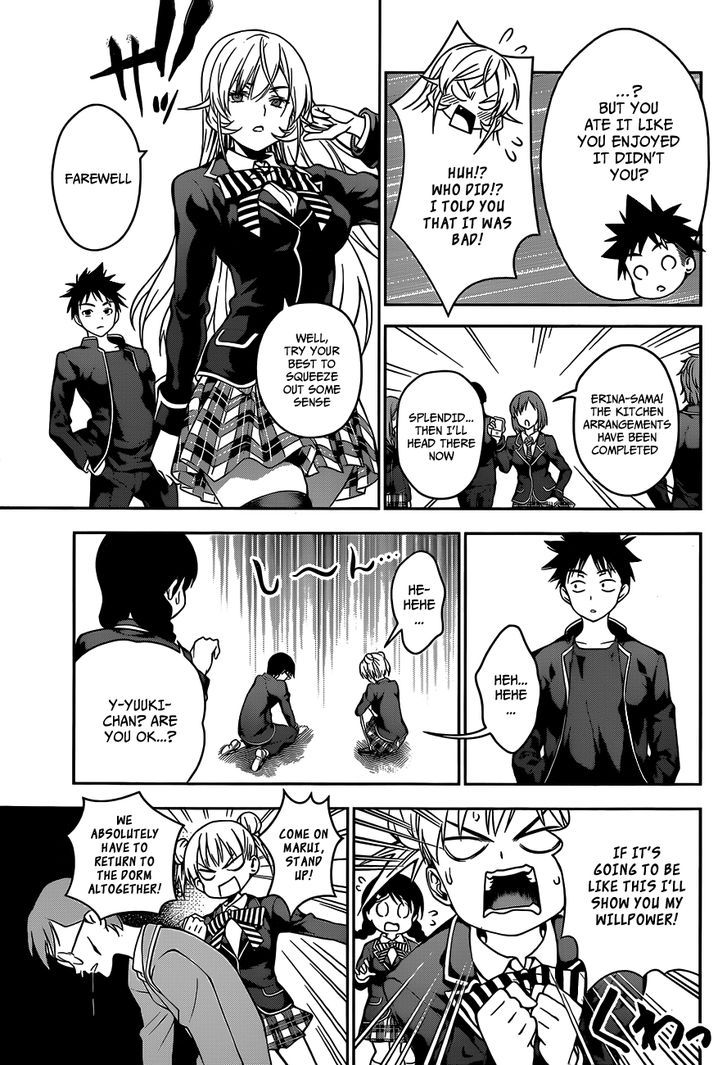 ...?
BUT YOU
ATE IT LIKE
YOU ENJOYED
IT DIDN'T
YOU?
HUH!?
WHO DID!?
I TOLD YOU
THAT IT WAS
BAD!
ERINA-SAMA!
THE KITCHEN
ARRANGEMENTS
HAVE BEEN
COMPLETED
SPLENDID...
THEN I'LL
HEAD THERE
NOW
FAREWELL
WELL,
TRY YOUR
BEST TO
SQUEEZE
OUT SOME
SENSE
HEH...
HEHE
...
HE-
HEHE
...
しーん...
Y-YUUKI-
CHAN? ARE
YOU OK...?
IF IT'S
GOING TO BE
LIKE THIS I'LL
SHOW YOU MY
WILLPOWER!
くわっ
COME ON
MARUI,
STAND
UP!
WE
ABSOLUTELY
HAVE TO
RETURN TO
THE DORM
ALTOGETHER!